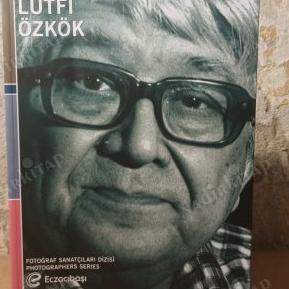 LÜTFİ
ÖZKÖK
FOTOĞRAF SANATÇILARI DİZİSİ
PHOTOGRAPHERS SERIES
Eczacıbaşı